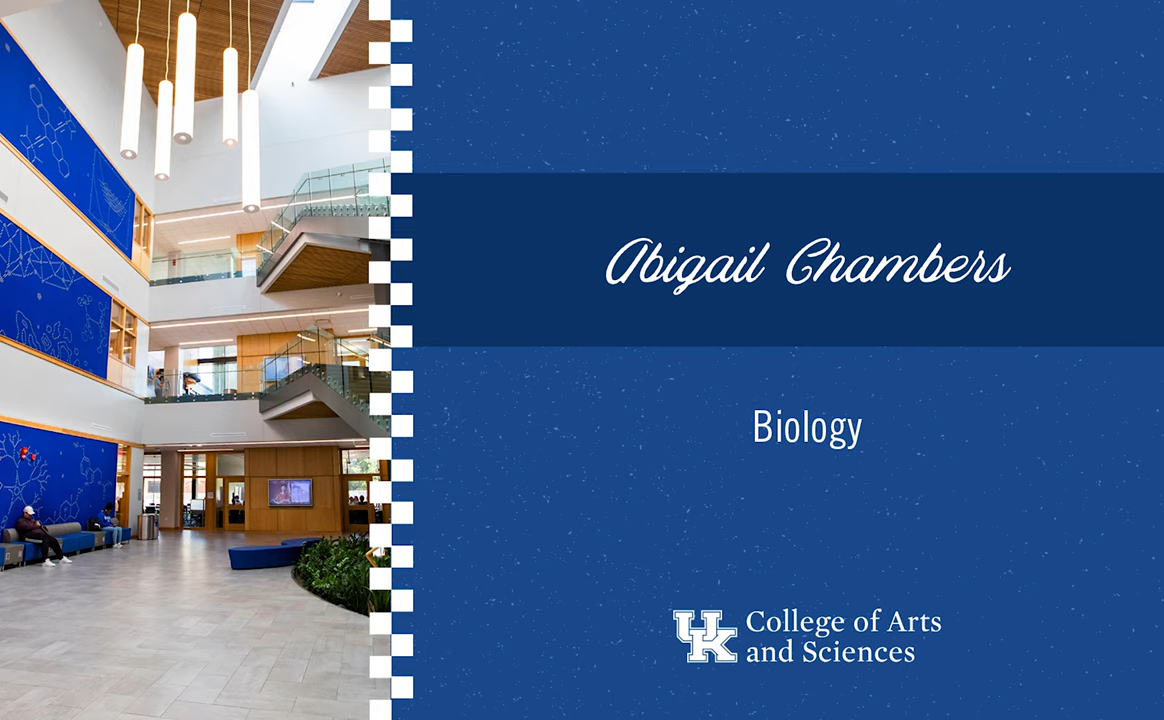 Abigail Chambers
Biology
UK
College of Arts
and Sciences